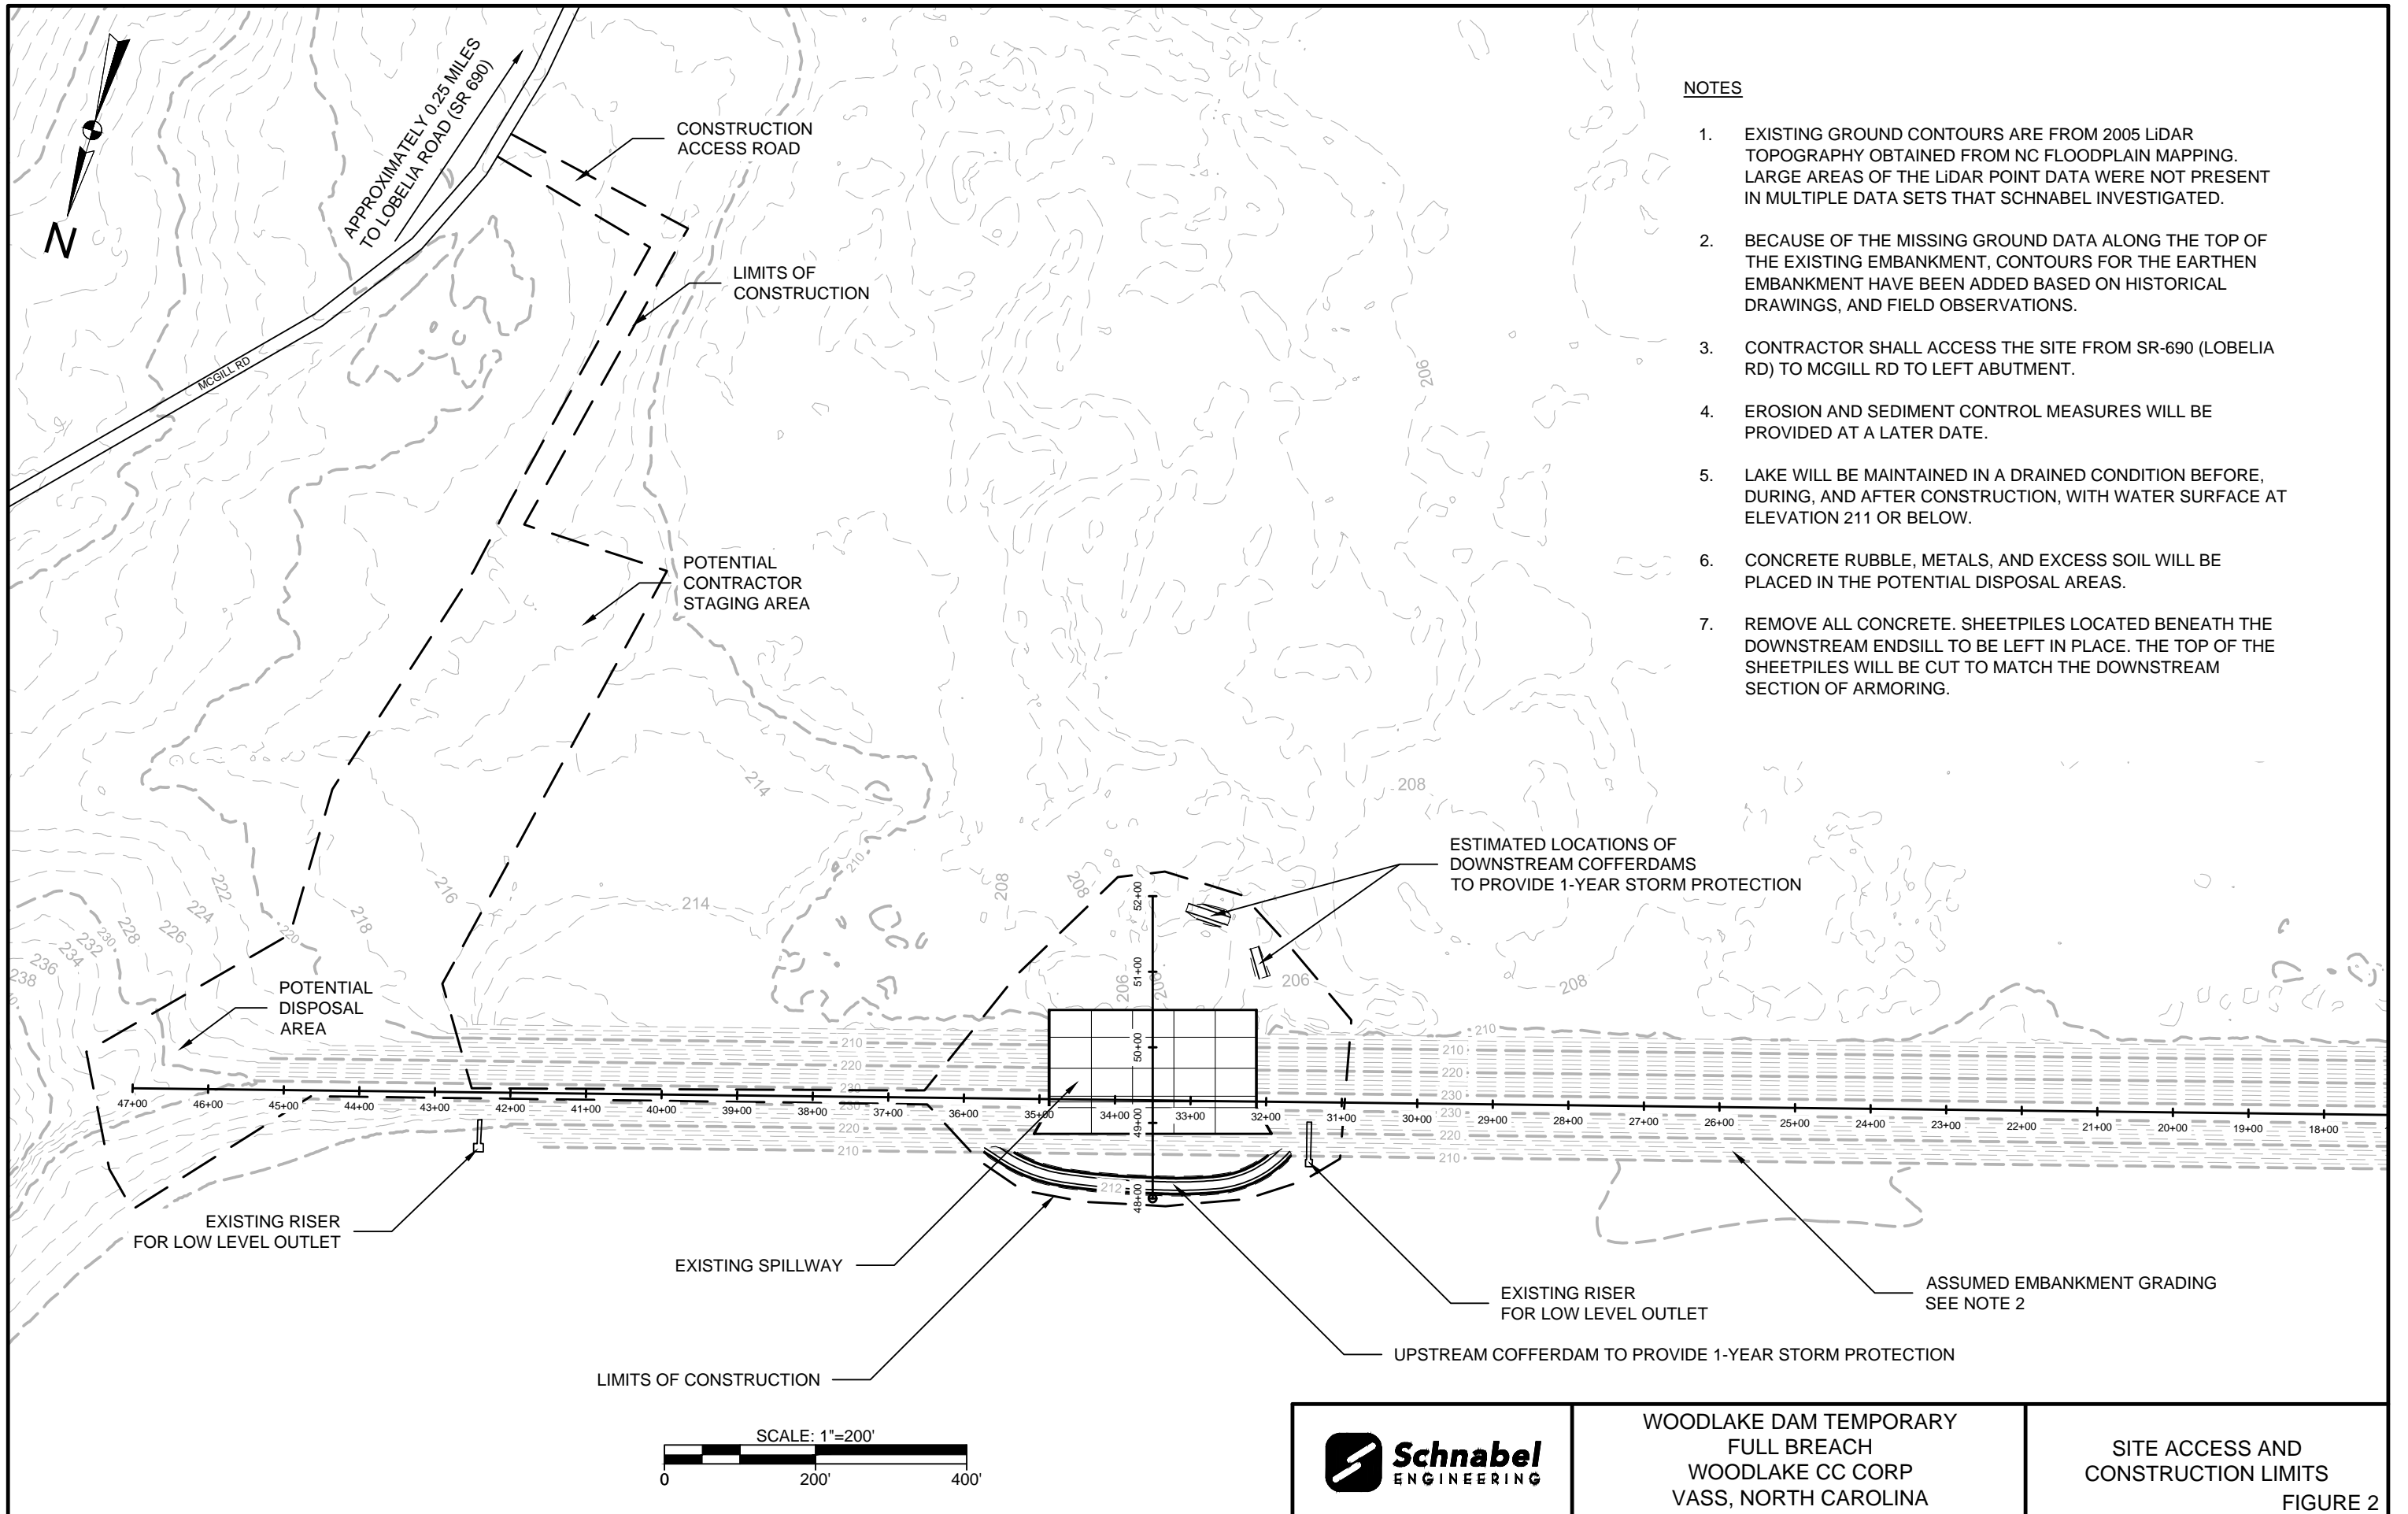 APPROXIMATELY 0.25 MILES
TO LOBELIA ROAD (SR 690)
N
MCGILL RD
CONSTRUCTION
ACCESS ROAD
LIMITS OF
CONSTRUCTION
POTENTIAL
CONTRACTOR
STAGING AREA
NOTES
1. EXISTING GROUND CONTOURS ARE FROM 2005 LiDAR
TOPOGRAPHY OBTAINED FROM NC FLOODPLAIN MAPPING.
LARGE AREAS OF THE LiDAR POINT DATA WERE NOT PRESENT
IN MULTIPLE DATA SETS THAT SCHNABEL INVESTIGATED.
2. BECAUSE OF THE MISSING GROUND DATA ALONG THE TOP OF
THE EXISTING EMBANKMENT, CONTOURS FOR THE EARTHEN
EMBANKMENT HAVE BEEN ADDED BASED ON HISTORICAL
DRAWINGS, AND FIELD OBSERVATIONS.
3. CONTRACTOR SHALL ACCESS THE SITE FROM SR-690 (LOBELIA
RD) TO MCGILL RD TO LEFT ABUTMENT.
4. EROSION AND SEDIMENT CONTROL MEASURES WILL BE
PROVIDED AT A LATER DATE.
5. LAKE WILL BE MAINTAINED IN A DRAINED CONDITION BEFORE,
DURING, AND AFTER CONSTRUCTION, WITH WATER SURFACE AT
ELEVATION 211 OR BELOW.
6. CONCRETE RUBBLE, METALS, AND EXCESS SOIL WILL BE
PLACED IN THE POTENTIAL DISPOSAL AREAS.
7. REMOVE ALL CONCRETE. SHEETPILES LOCATED BENEATH THE
DOWNSTREAM ENDSILL TO BE LEFT IN PLACE. THE TOP OF THE
SHEETPILES WILL BE CUT TO MATCH THE DOWNSTREAM
SECTION OF ARMORING.
206
208
214
ESTIMATED LOCATIONS OF
DOWNSTREAM COFFERDAMS
TO PROVIDE 1-YEAR STORM PROTECTION
210
216
214
218
220
222
224
226
228
230
232
234
236
238
208
208
206
206
208
POTENTIAL
DISPOSAL
AREA
52+00
51+00
50+00
49+00
48+00
210
220
230
230
220
210
210
210
220
230
230
220
210
47+00 46+00 45+00 44+00 43+00 42+00 41+00 40+00 39+00 38+00 37+00 36+00 35+00 34+00 33+00 32+00 31+00 30+00 29+00 28+00 27+00 26+00 25+00 24+00 23+00 22+00 21+00 20+00 19+00 18+00
212
EXISTING RISER
FOR LOW LEVEL OUTLET
EXISTING SPILLWAY
LIMITS OF CONSTRUCTION
EXISTING RISER
FOR LOW LEVEL OUTLET
ASSUMED EMBANKMENT GRADING
SEE NOTE 2
UPSTREAM COFFERDAM TO PROVIDE 1-YEAR STORM PROTECTION
SCALE: 1"=200'
0 200' 400'
Schnabel
ENGINEERING
WOODLAKE DAM TEMPORARY
FULL BREACH
WOODLAKE CC CORP
VASS, NORTH CAROLINA
SITE ACCESS AND
CONSTRUCTION LIMITS
FIGURE 2